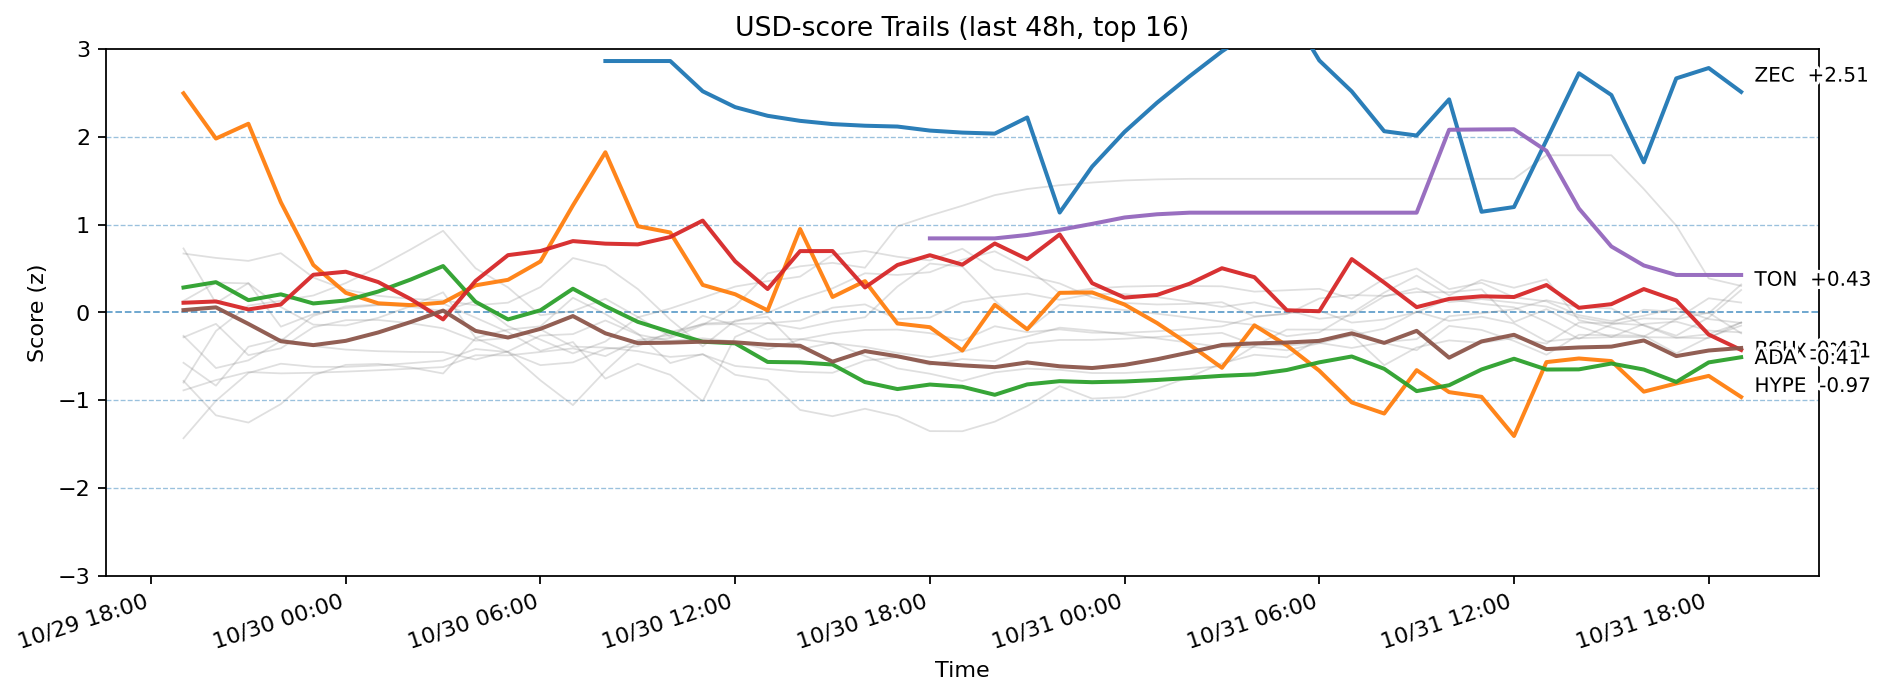 USD-score Trails (last 48h, top 16)
Score (z)
3
2
1
0
−1
−2
−3
ZEC +2.51
TON +0.43
ADA -0.41
HYPE -0.97
10/29 18:00
10/30 00:00
10/30 06:00
10/30 12:00
10/30 18:00
10/31 00:00
10/31 06:00
10/31 12:00
10/31 18:00
Time